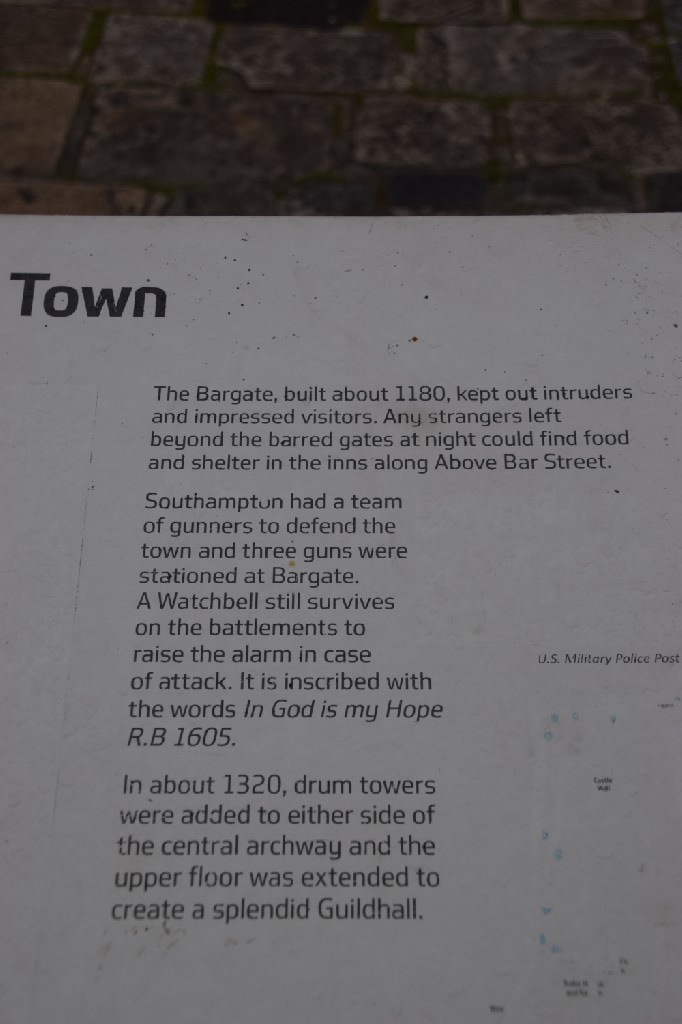 Town
The Bargate, built about 1180, kept out intruders
and impressed visitors. Any strangers left
beyond the barred gates at night could find food
and shelter in the inns along Above Bar Street.
Southampton had a team
of gunners to defend the
town and three guns were
stationed at Bargate.
A Watchbell still survives
on the battlements to
raise the alarm in case
of attack. It is inscribed with
the words In God is my Hope
R.B 1605.
In about 1320, drum towers
were added to either side of
the central archway and the
upper floor was extended to
create a splendid Guildhall.
U.S. Military Police Post
Castle
Wall